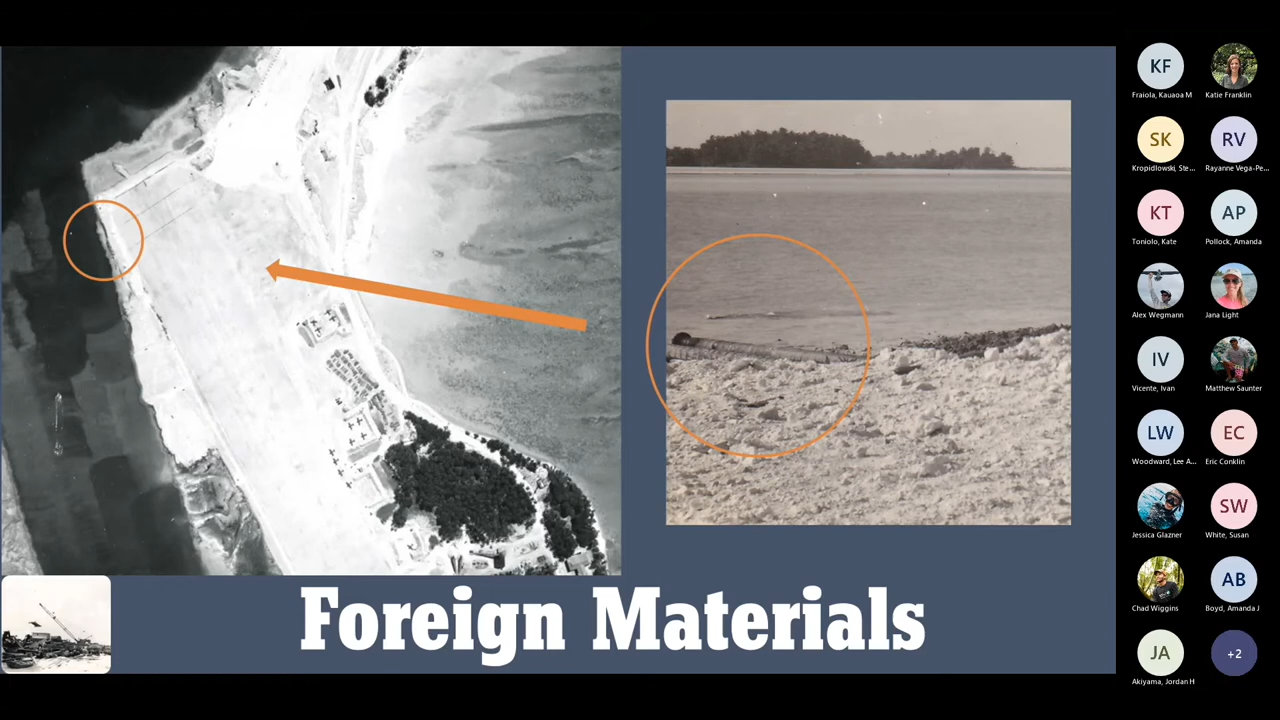 Foreign Materials
KF
Fraiola, Kauaoa M
Katie Franklin
SK
Kropidlowski, Ste...
RV
Rayanne Vega-Pe...
KT
Toniolo, Kate
AP
Pollock, Amanda
Alex Wegmann
Jana Light
IV
Vicente, Ivan
Matthew Saunter
LW
Woodward, Lee A...
EC
Eric Conklin
Jessica Glazner
SW
White, Susan
Chad Wiggins
AB
Boyd, Amanda J
JA
Akiyama, Jordan H
+2